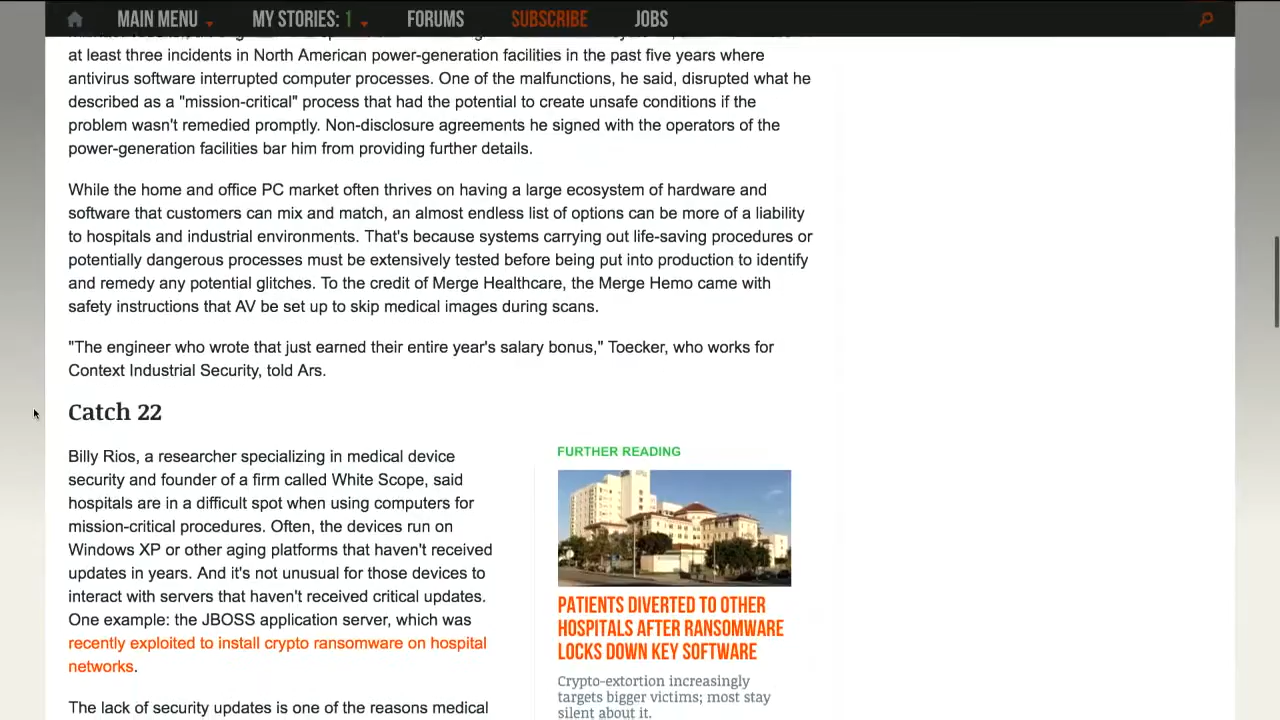 MAIN MENU
MY STORIES: 1
FORUMS
SUBSCRIBE
JOBS
at least three incidents in North American power-generation facilities in the past five years where
antivirus software interrupted computer processes. One of the malfunctions, he said, disrupted what he
described as a "mission-critical" process that had the potential to create unsafe conditions if the
problem wasn't remedied promptly. Non-disclosure agreements he signed with the operators of the
power-generation facilities bar him from providing further details.
While the home and office PC market often thrives on having a large ecosystem of hardware and
software that customers can mix and match, an almost endless list of options can be more of a liability
to hospitals and industrial environments. That's because systems carrying out life-saving procedures or
potentially dangerous processes must be extensively tested before being put into production to identify
and remedy any potential glitches. To the credit of Merge Healthcare, the Merge Hemo came with
safety instructions that AV be set up to skip medical images during scans.
"The engineer who wrote that just earned their entire year's salary bonus," Toecker, who works for
Context Industrial Security, told Ars.
Catch 22
Billy Rios, a researcher specializing in medical device
security and founder of a firm called White Scope, said
hospitals are in a difficult spot when using computers for
mission-critical procedures. Often, the devices run on
Windows XP or other aging platforms that haven't received
updates in years. And it's not unusual for those devices to
interact with servers that haven't received critical updates.
One example: the JBOSS application server, which was
recently exploited to install crypto ransomware on hospital
networks.
The lack of security updates is one of the reasons medical
FURTHER READING
PATIENTS DIVERTED TO OTHER
HOSPITALS AFTER RANSOMWARE
LOCKS DOWN KEY SOFTWARE
Crypto-extortion increasingly
targets bigger victims; most stay
silent about it.